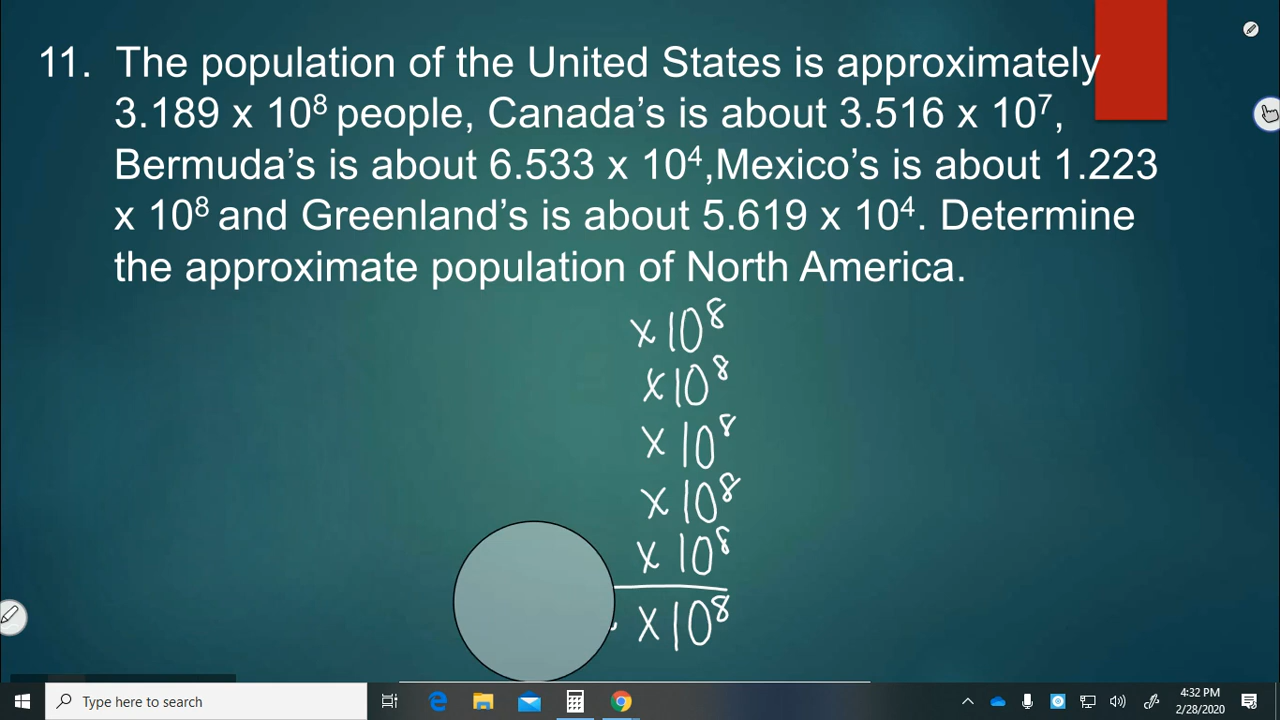 11. The population of the United States is approximately
3.189 x 10⁸ people, Canada's is about 3.516 x 10⁷,
Bermuda's is about 6.533 x 10⁴,Mexico's is about 1.223
x 10⁸ and Greenland's is about 5.619 x 10⁴. Determine
the approximate population of North America.
x 10⁸
x 10⁸
x 10⁸
x 10⁸
x 10⁸
x 10⁸
Type here to search
4:32 PM
2/28/2020